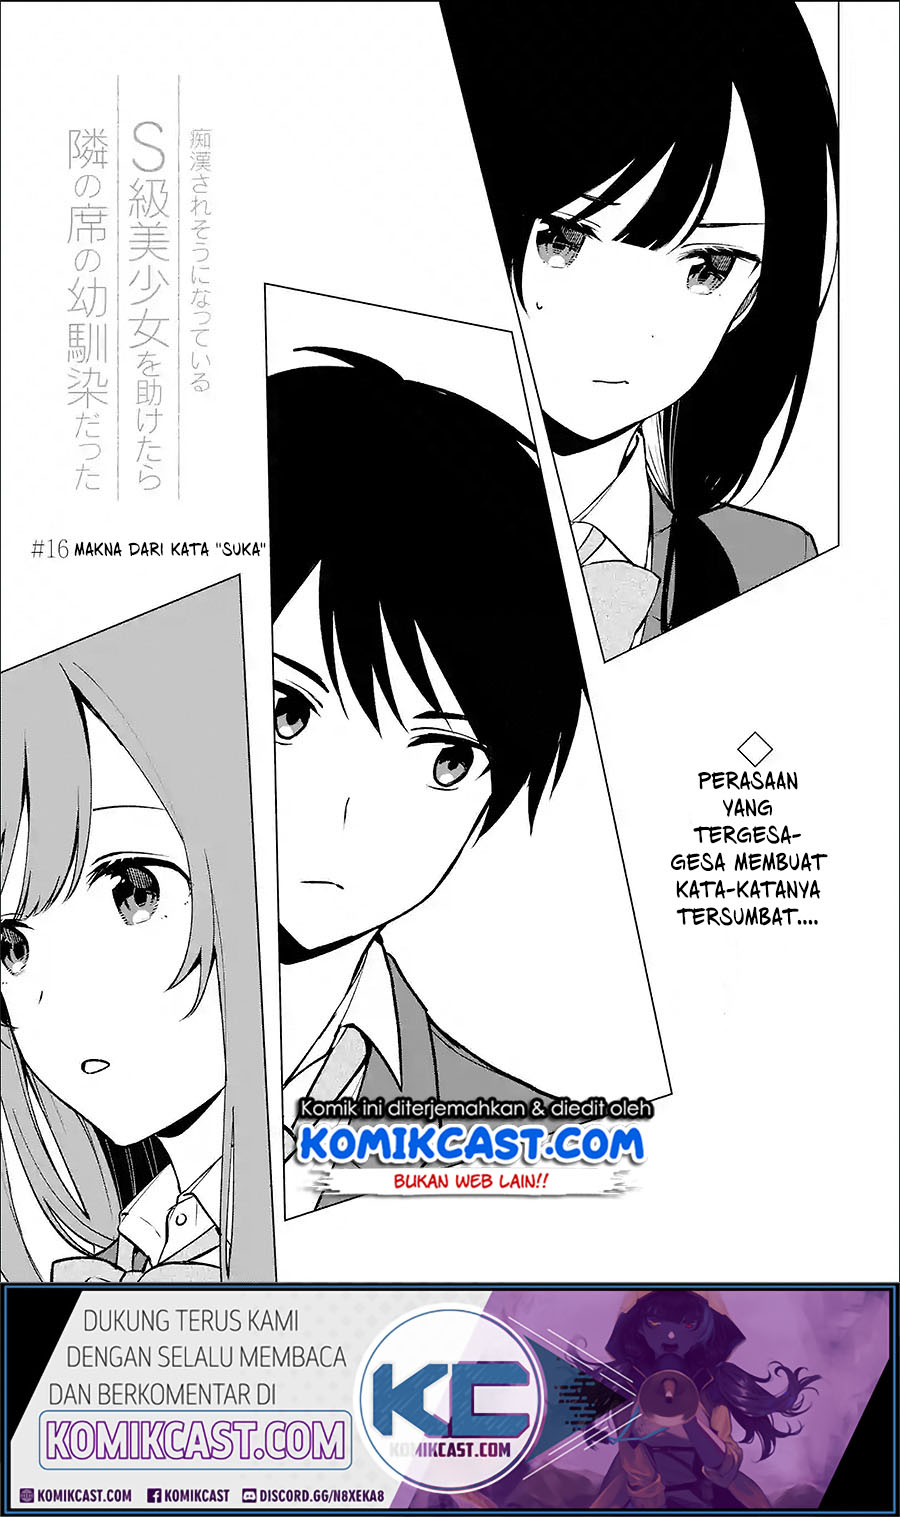 痴漢されそうになっている
S級美少女を助けたら
隣の席の幼馴染だった
#16 MAKNA DARI KATA "SUKA"
PERASAAN
YANG
TERGESA-
GESA MEMBUAT
KATA-KATANYA
TERSUMBAT....
Komik ini diterjemahkan & diedit oleh
KOMIKCAST.COM
BUKAN WEB LAIN!!
DUKUNG TERUS KAMI
DENGAN SELALU MEMBACA
DAN BERKOMENTAR DI
KOMIKCAST.COM
KC
KOMIKCAST.COM
KOMIKCAST.COM KOMIKCAST DISCORD.GG/N8XEKA8